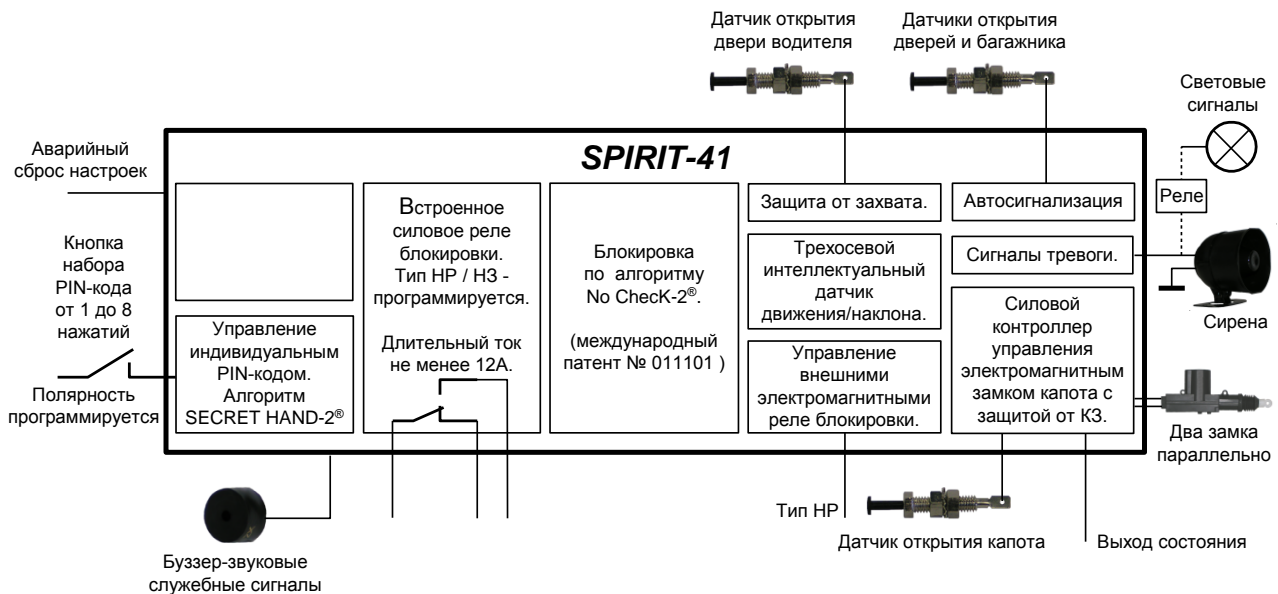 Датчик открытия
двери водителя
Датчики открытия
дверей и багажника
Световые
сигналы
Аварийный
сброс настроек
SPIRIT-41
Реле
Кнопка
набора
PIN-кода
от 1 до 8
нажатий
Полярность
программируется
Управление
индивидуальным
PIN-кодом.
Алгоритм
SECRET HAND-2®
Встроенное
силовое реле
блокировки.
Тип НР / НЗ -
программируется.
Длительный ток
не менее 12А.
Блокировка
по алгоритму
No ChecK-2®.
(международный
патент № 011101 )
Защита от захвата.
Трехосевой
интеллектуальный
датчик
движения/наклона.
Управление
внешними
электромагнитными
реле блокировки.
Автосигнализация
Сигналы тревоги.
Силовой
контроллер
управления
электромагнитным
замком капота с
защитой от КЗ.
Сирена
Два замка
параллельно
Буззер-звуковые
служебные сигналы
Тип НР
Датчик открытия капота
Выход состояния